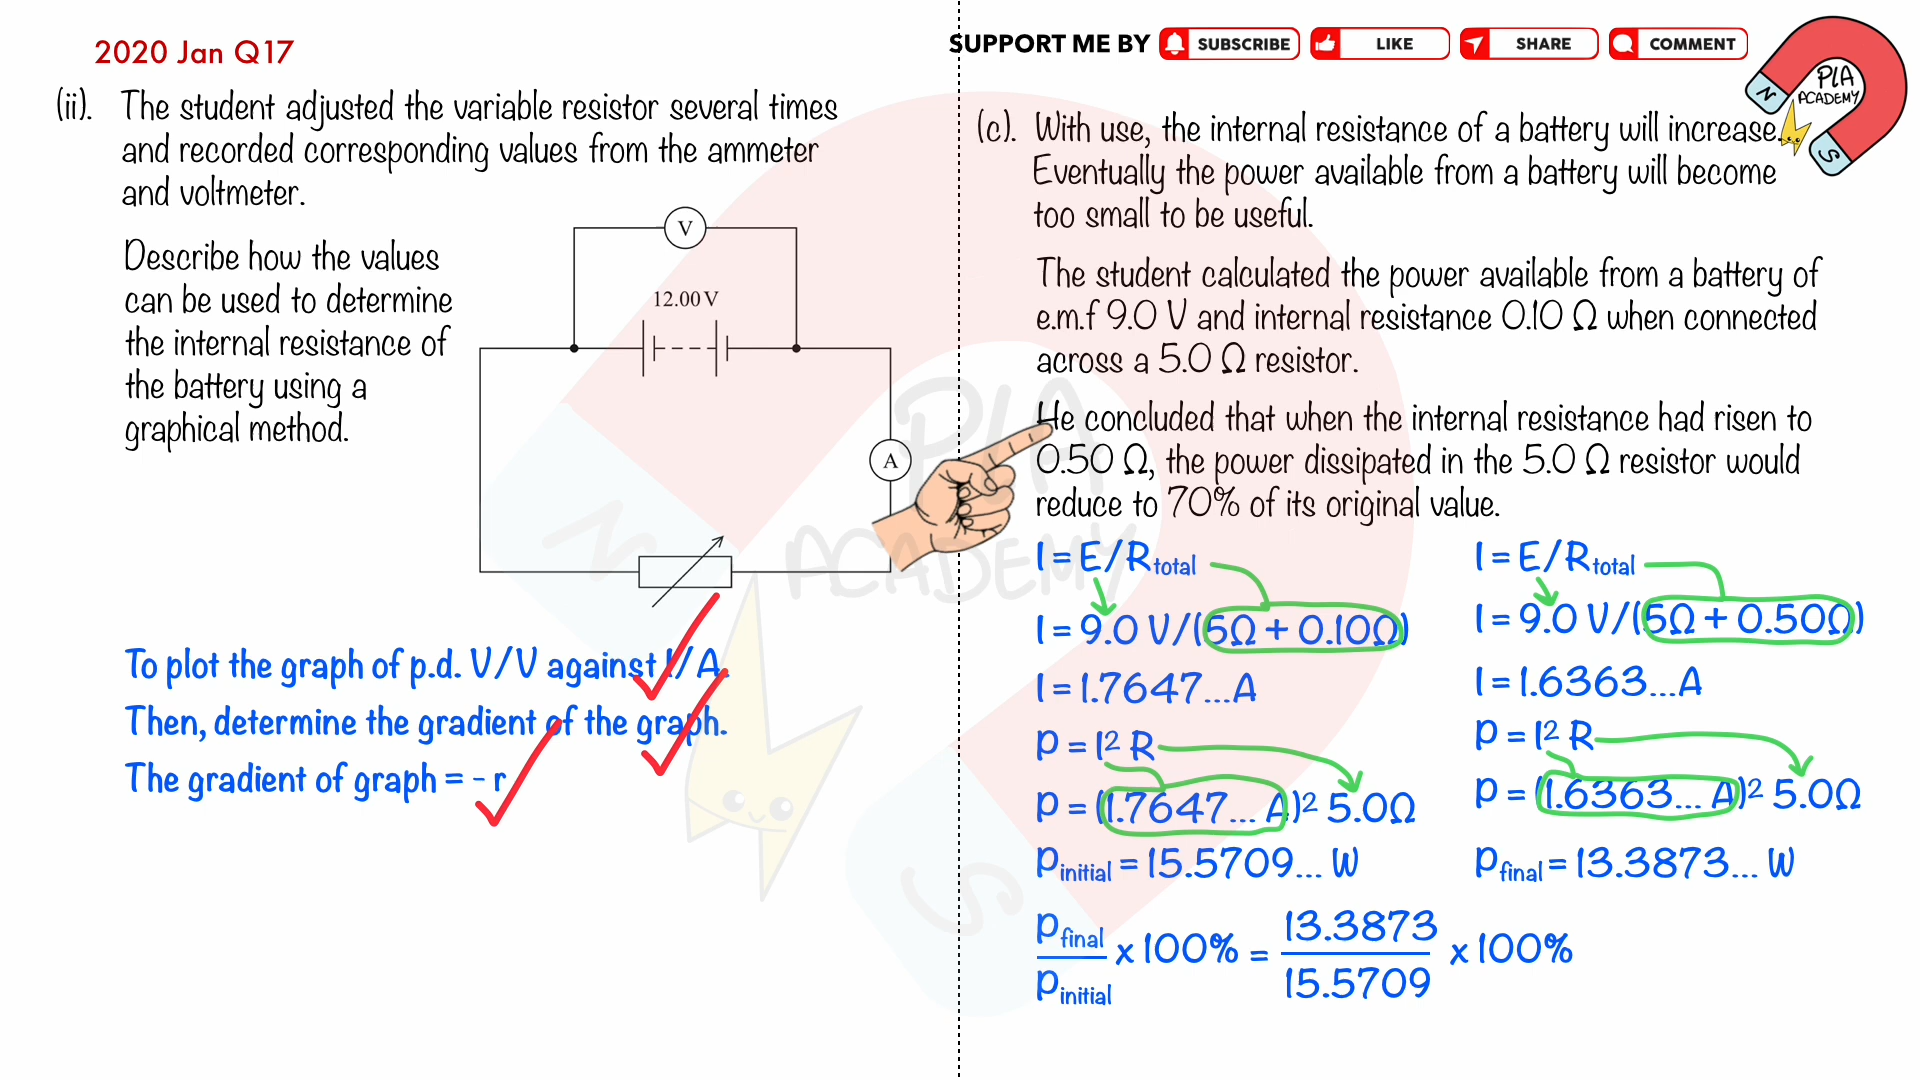 2020 Jan Q17
SUPPORT ME BY
SUBSCRIBE
LIKE
SHARE
COMMENT
N
PLA
ACADEMY
S
(ii). The student adjusted the variable resistor several times
and recorded corresponding values from the ammeter
and voltmeter.
Describe how the values
can be used to determine
the internal resistance of
the battery using a
graphical method.
V
12.00 V
A
To plot the graph of p.d. V/V against I/A.
Then, determine the gradient of the graph.
The gradient of graph = - r
(c). With use, the internal resistance of a battery will increase.
Eventually the power available from a battery will become
too small to be useful.
The student calculated the power available from a battery of
e.m.f 9.0 V and internal resistance 0.10 Ω when connected
across a 5.0 Ω resistor.
He concluded that when the internal resistance had risen to
0.50 Ω, the power dissipated in the 5.0 Ω resistor would
reduce to 70% of its original value.
I = E/Rtotal
I = 9.0 V/(5Ω + 0.10Ω)
I = 1.7647...A
P = I² R
P = (1.7647... A)² 5.0Ω
Pinitial = 15.5709... W
I = E/Rtotal
I = 9.0 V/(5Ω + 0.50Ω)
I = 1.6363...A
P = I² R
P = (1.6363... A)² 5.0Ω
Pfinal = 13.3873... W
Pfinal
Pinitial
x 100% =
13.3873
15.5709
x 100%
N
PLA
ACADEMY
S